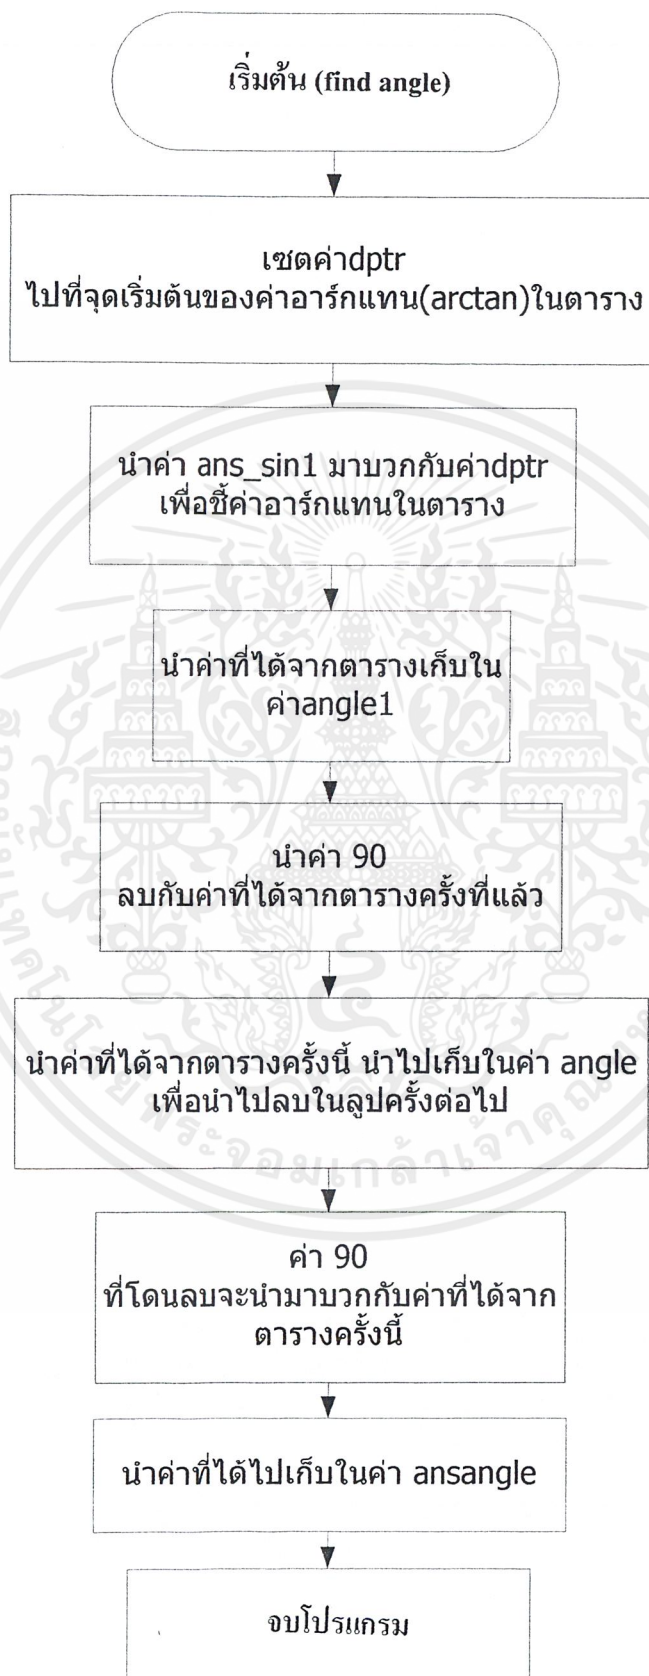 เริ่มต้น (find angle)
เซตค่าdptr
ไปที่จุดเริ่มต้นของค่าอาร์กแทน(arctan)ในตาราง
นำค่า ans_sin1 มาบวกกับค่าdptr
เพื่อชี้ค่าอาร์กแทนในตาราง
นำค่าที่ได้จากตารางเก็บใน
ค่าangle1
นำค่า 90
ลบกับค่าที่ได้จากตารางครั้งที่แล้ว
นำค่าที่ได้จากตารางครั้งนี้ นำไปเก็บในค่า angle
เพื่อนำไปลบในลูปครั้งต่อไป
ค่า 90
ที่โดนลบจะนำมาบวกกับค่าที่ได้จาก
ตารางครั้งนี้
นำค่าที่ได้ไปเก็บในค่า ansangle
จบโปรแกรม